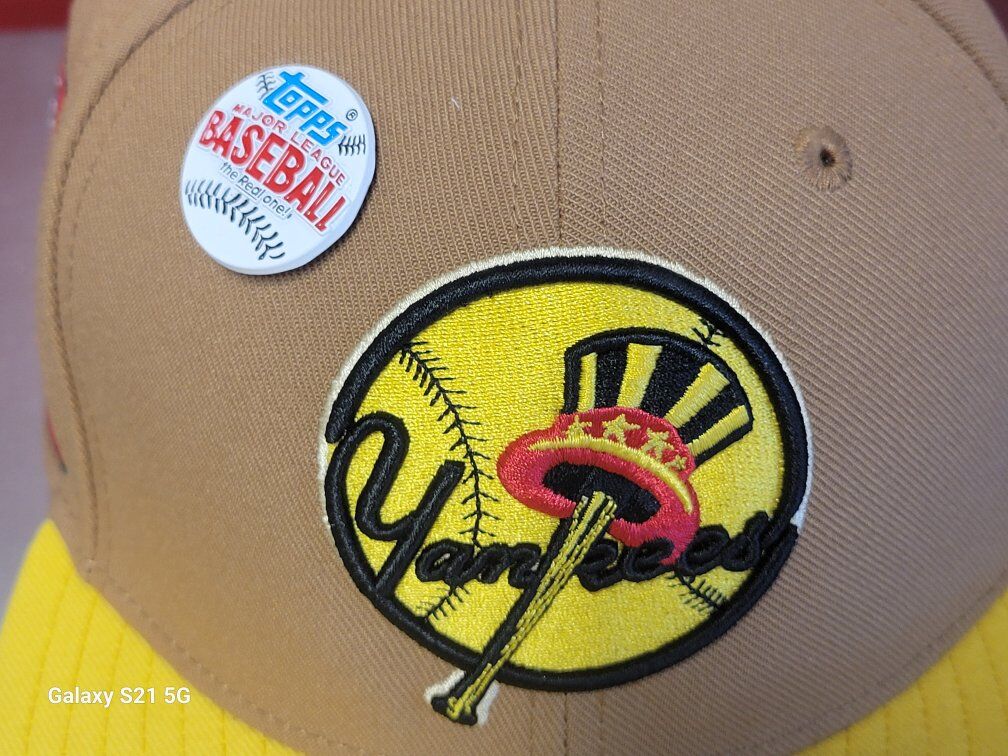 Topps ®
MAJOR LEAGUE
BASEBALL
the Real one!
Yankees
Galaxy S21 5G